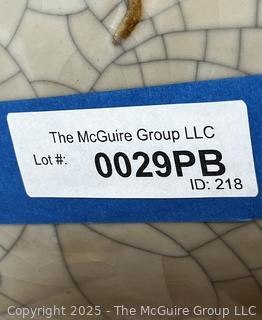 The McGuire Group LLC
Lot #: 0029PB
ID: 218
Copyright 2025 - The McGuire Group LLC